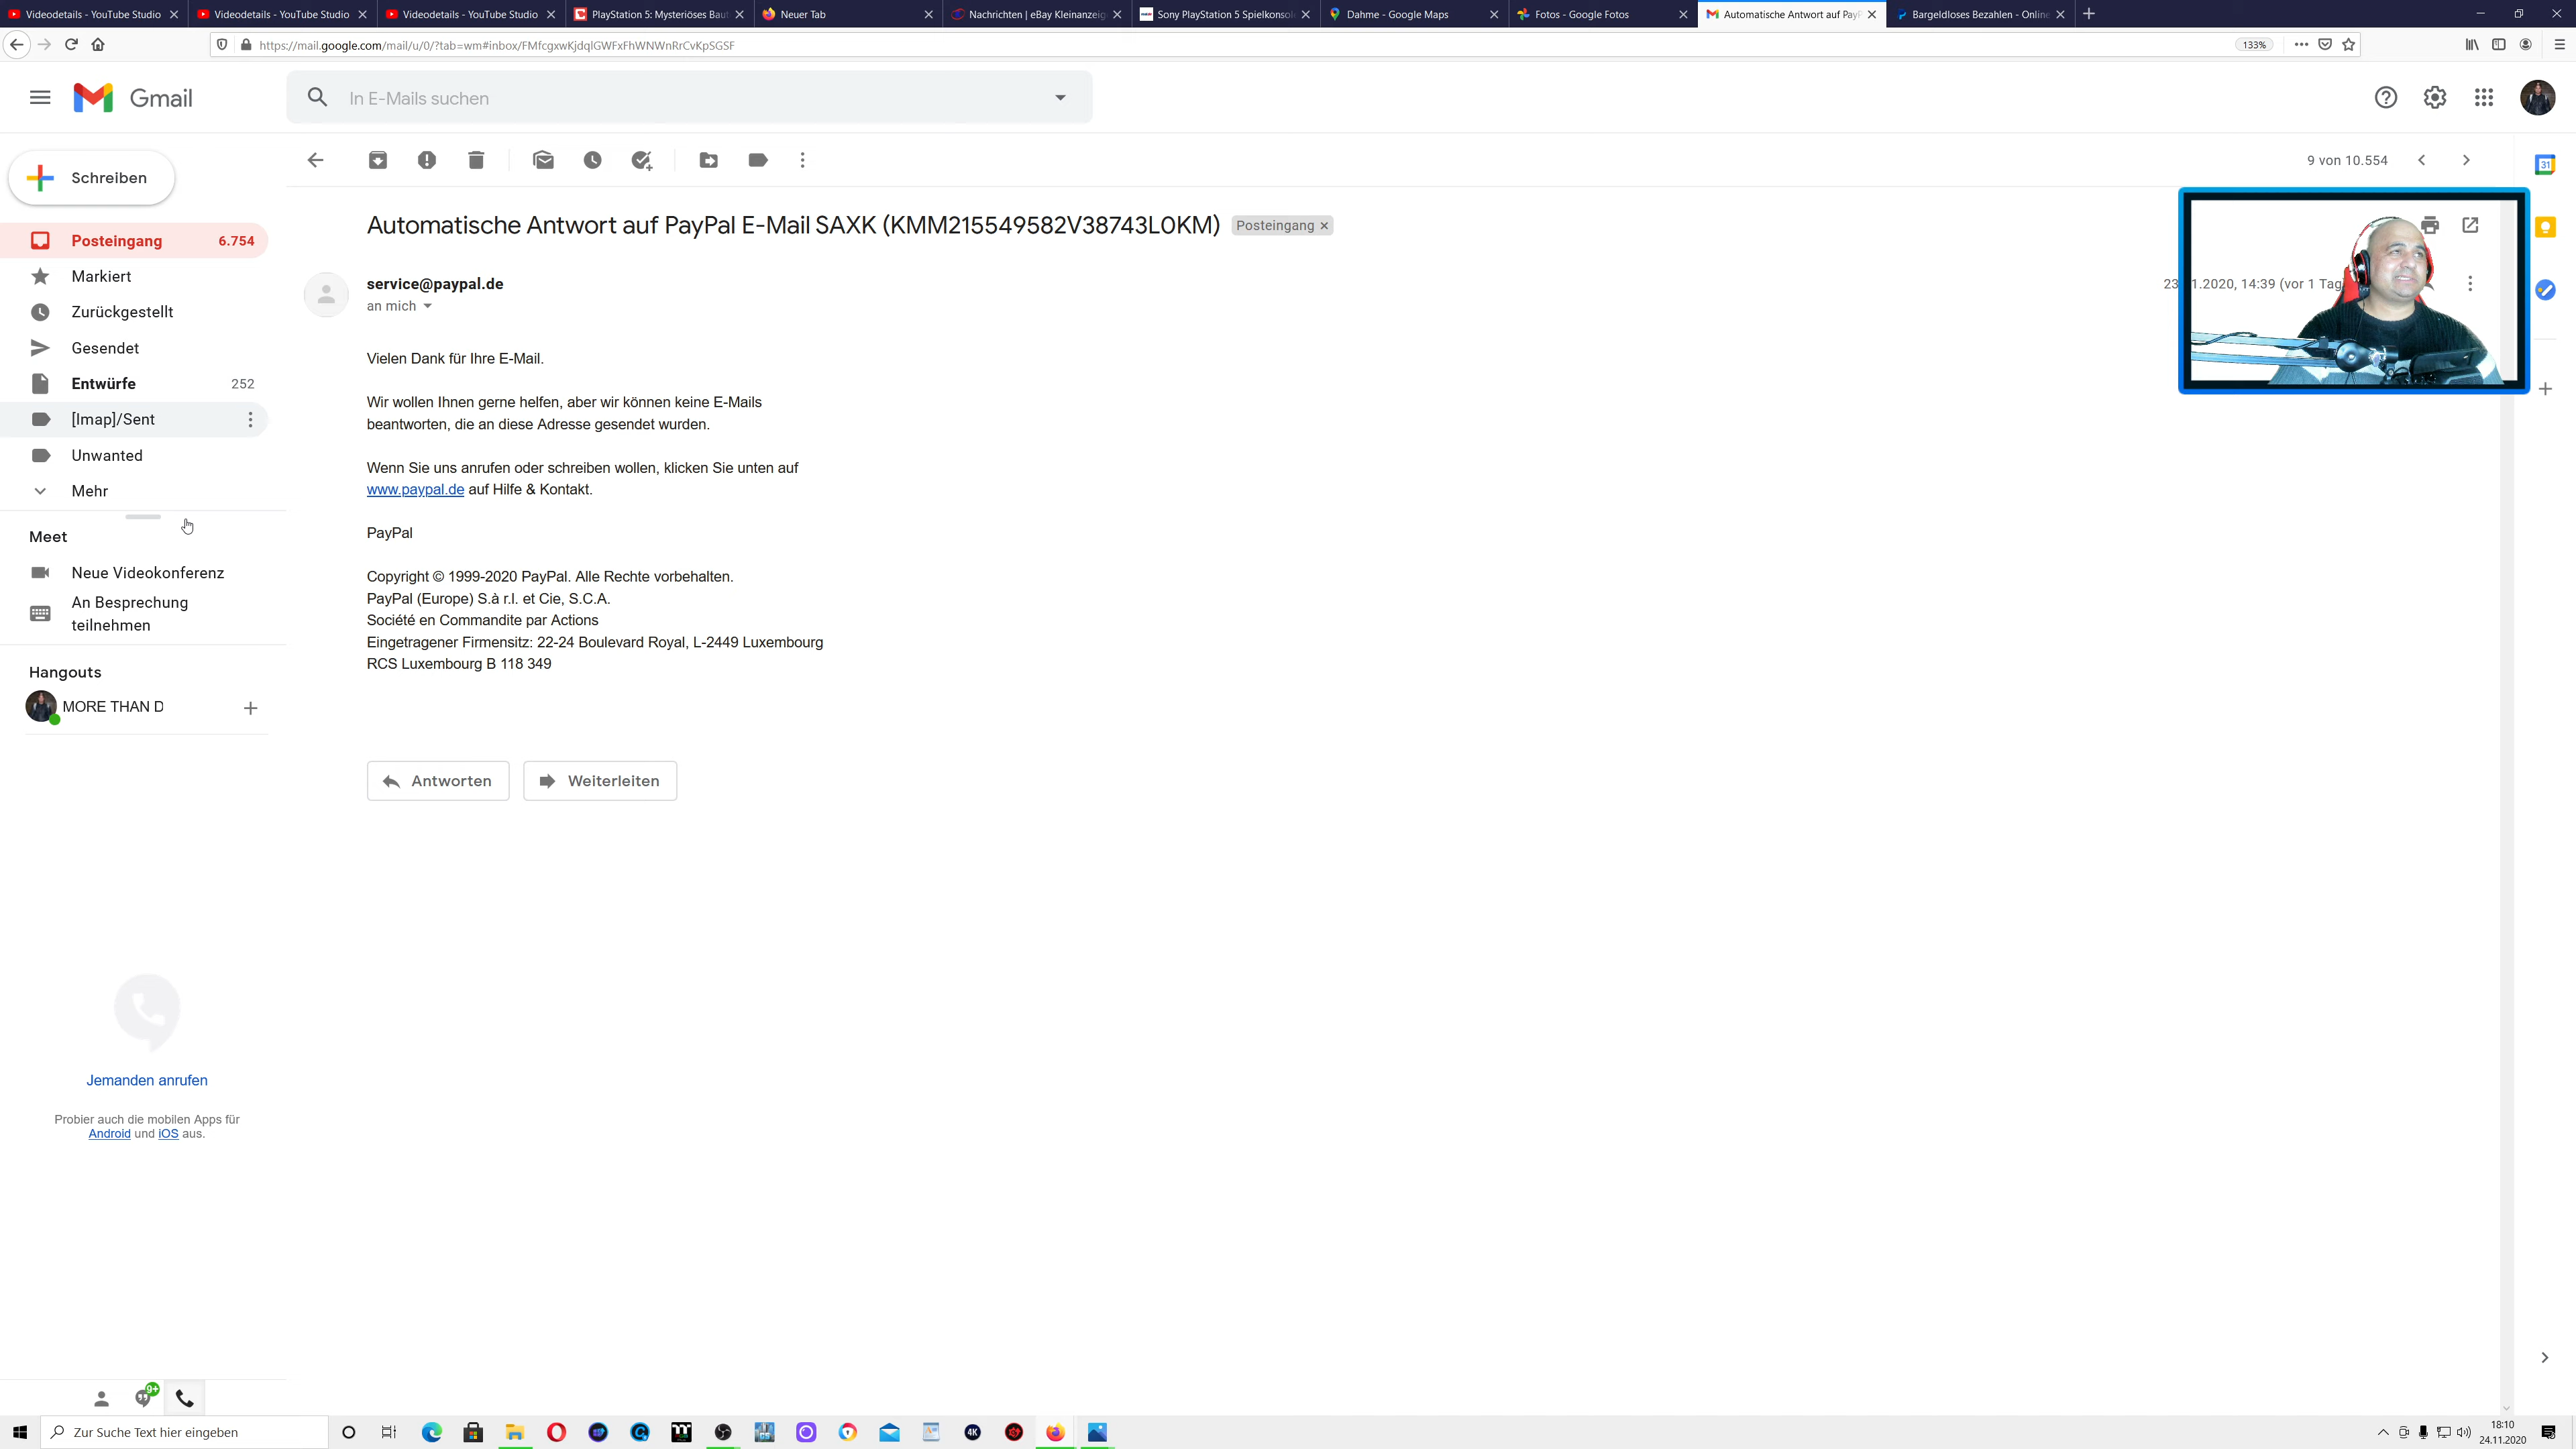 Videodetails - YouTube Studio
Videodetails - YouTube Studio
Videodetails - YouTube Studio
PlayStation 5: Mysteriöses Baut
Neuer Tab
Nachrichten | eBay Kleinanzeige
Sony PlayStation 5 Spielkonsole
Dahme - Google Maps
Fotos - Google Fotos
Automatische Antwort auf PayP
Bargeldloses Bezahlen - Online
https://mail.google.com/mail/u/0/?tab=wm#inbox/FMfcgxwKjdqlGWFxFhWNWnRrCvKpSGSF
133%
Gmail
In E-Mails suchen
Schreiben
9 von 10.554
31
Posteingang 6.754
Markiert
Zurückgestellt
Gesendet
Entwürfe 252
[Imap]/Sent
Unwanted
Mehr
Meet
Neue Videokonferenz
An Besprechung
teilnehmen
Hangouts
MORE THAN D
Jemanden anrufen
Probier auch die mobilen Apps für
Android und iOS aus.
9+
Automatische Antwort auf PayPal E-Mail SAXK (KMM215549582V38743L0KM) Posteingang
service@paypal.de
an mich
1.2020, 14:39 (vor 1 Tag
Vielen Dank für Ihre E-Mail.
Wir wollen Ihnen gerne helfen, aber wir können keine E-Mails
beantworten, die an diese Adresse gesendet wurden.
Wenn Sie uns anrufen oder schreiben wollen, klicken Sie unten auf
www.paypal.de auf Hilfe & Kontakt.
PayPal
Copyright © 1999-2020 PayPal. Alle Rechte vorbehalten.
PayPal (Europe) S.à r.l. et Cie, S.C.A.
Société en Commandite par Actions
Eingetragener Firmensitz: 22-24 Boulevard Royal, L-2449 Luxembourg
RCS Luxembourg B 118 349
Antworten
Weiterleiten
Zur Suche Text hier eingeben
4K
18:10
24.11.2020